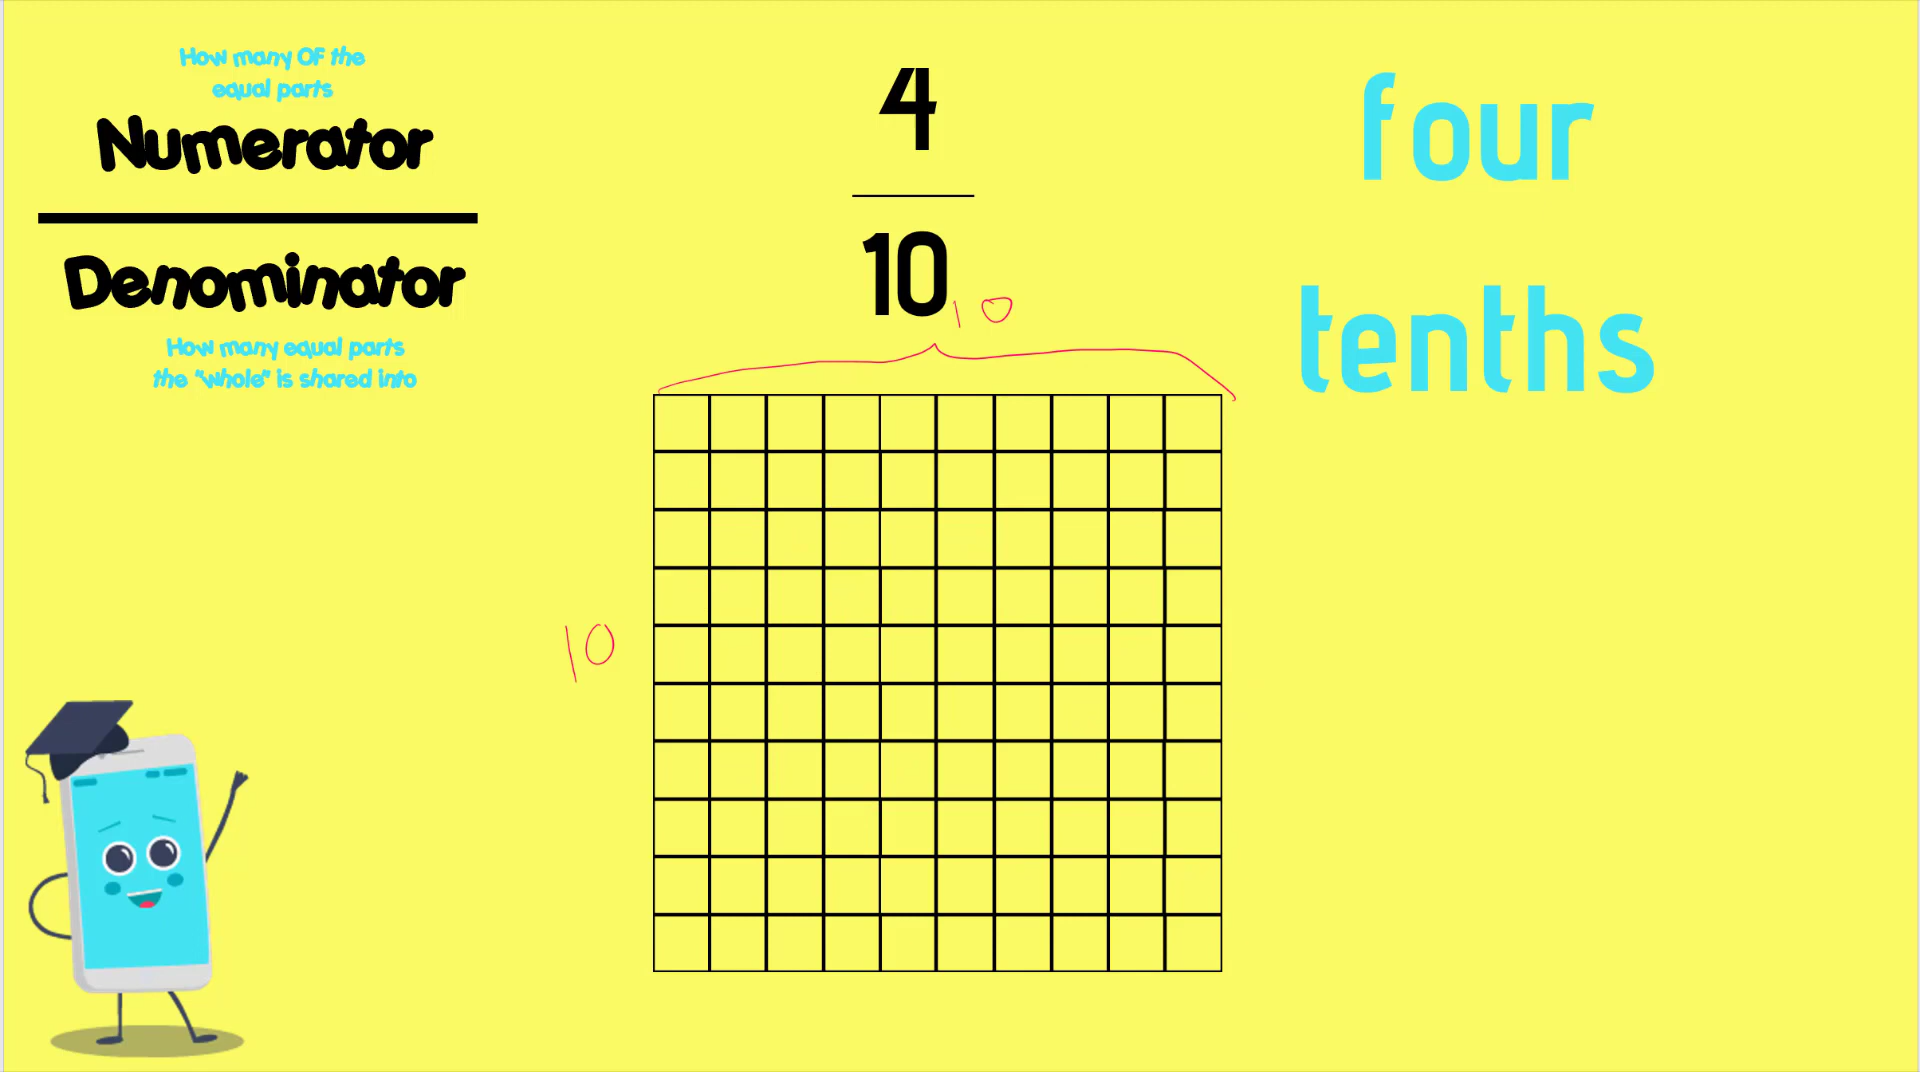 How many OF the
equal parts
Numerator
Denominator
How many equal parts
the "whole" is shared into
4
10
10
10
four
tenths